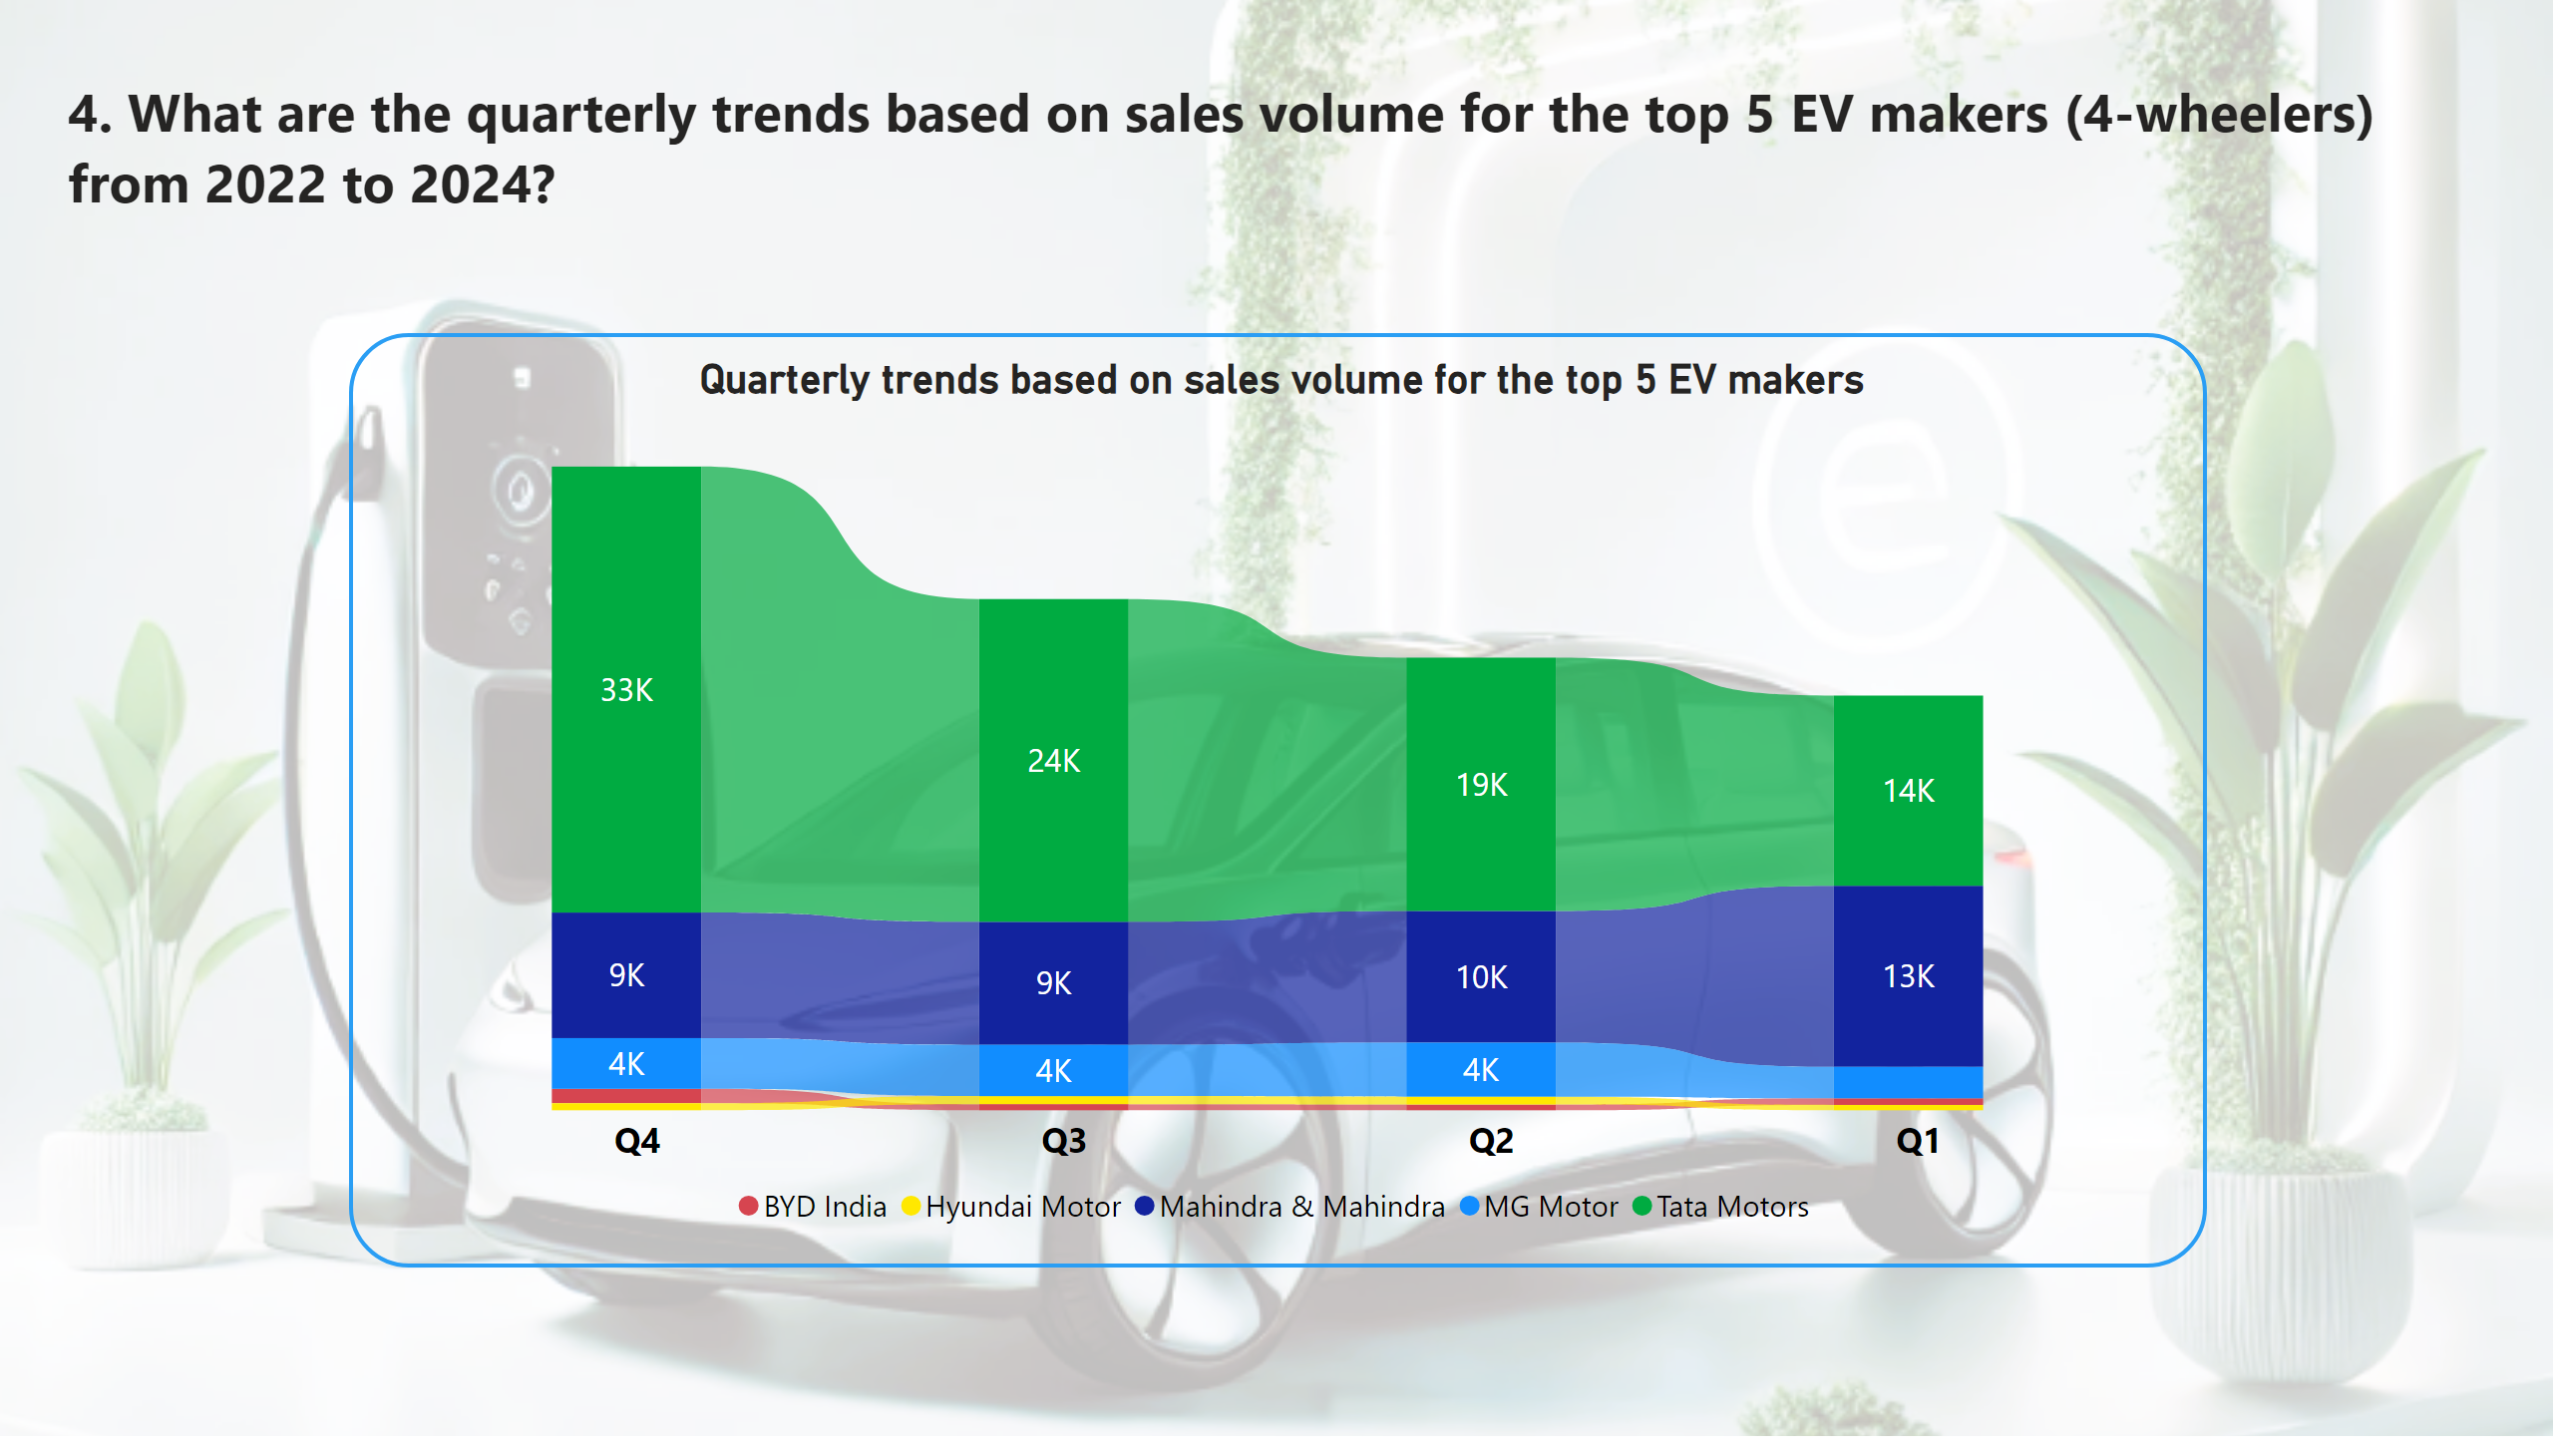 4. What are the quarterly trends based on sales volume for the top 5 EV makers (4-wheelers)
from 2022 to 2024?
Quarterly trends based on sales volume for the top 5 EV makers
33K
24K
19K
14K
9K
9K
10K
13K
4K
4K
4K
Q4 Q3 Q2 Q1
BYD India Hyundai Motor Mahindra & Mahindra MG Motor Tata Motors